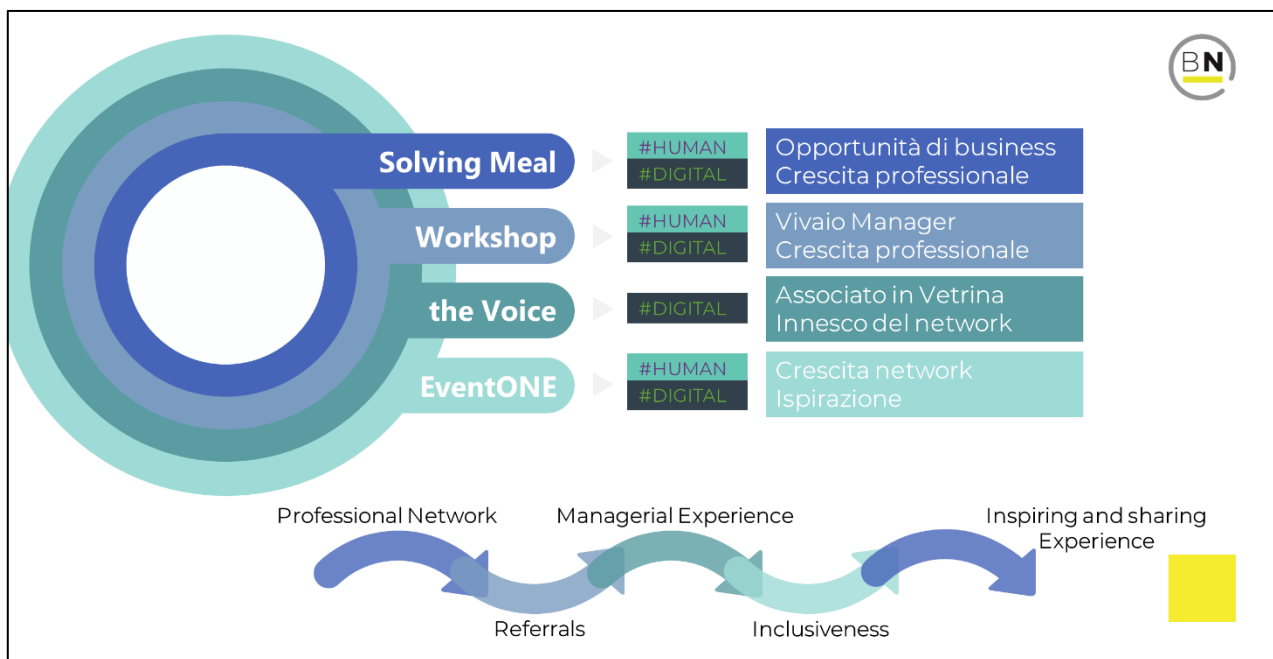 BN
Solving Meal
#HUMAN
#DIGITAL
Opportunità di business
Crescita professionale
Workshop
#HUMAN
#DIGITAL
Vivaio Manager
Crescita professionale
the Voice
#DIGITAL
Associato in Vetrina
Innesco del network
EventONE
#HUMAN
#DIGITAL
Crescita network
Ispirazione
Professional Network
Managerial Experience
Inspiring and sharing
Experience
Referrals
Inclusiveness